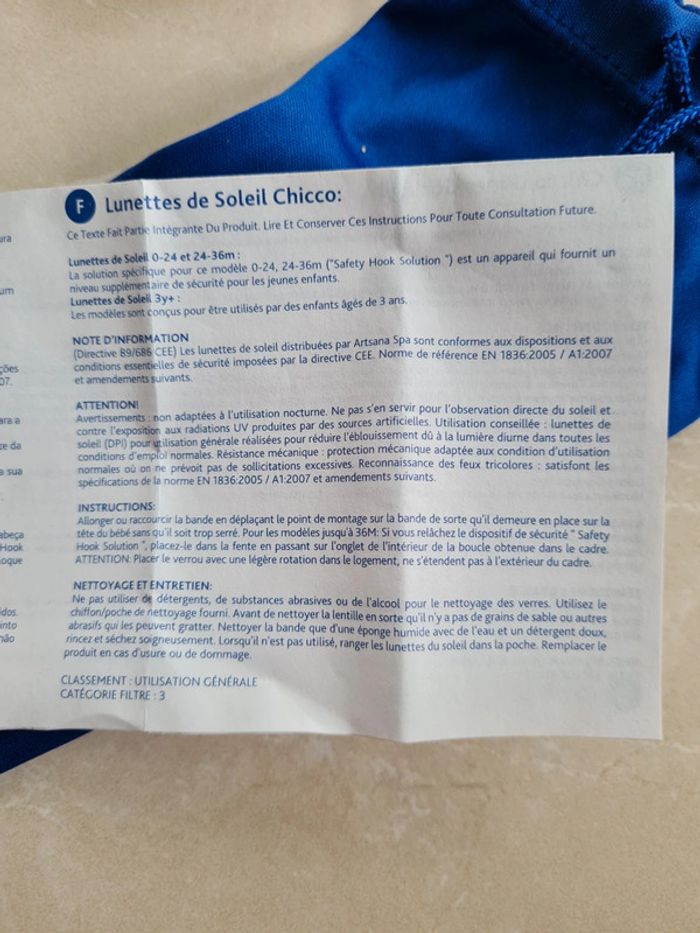 F Lunettes de Soleil Chicco:
Ce Texte Fait Partie Intégrante Du Produit. Lire Et Conserver Ces Instructions Pour Toute Consultation Future.
Lunettes de Soleil 0-24 et 24-36m :
La solution spécifique pour ce modèle 0-24, 24-36m ("Safety Hook Solution ") est un appareil qui fournit un
niveau supplémentaire de sécurité pour les jeunes enfants.
Lunettes de Soleil 3y+ :
Les modèles sont conçus pour être utilisés par des enfants âgés de 3 ans.
NOTE D'INFORMATION
(Directive 89/686 CEE) Les lunettes de soleil distribuées par Artsana Spa sont conformes aux dispositions et aux
conditions essentielles de sécurité imposées par la directive CEE. Norme de référence EN 1836:2005 / A1:2007
et amendements suivants.
ATTENTION!
Avertissements : non adaptées à l'utilisation nocturne. Ne pas s'en servir pour l'observation directe du soleil et
contre l'exposition aux radiations UV produites par des sources artificielles. Utilisation conseillée : lunettes de
soleil (DPI) pour utilisation générale réalisées pour réduire l'éblouissement dû à la lumière diurne dans toutes les
conditions d'emploi normales. Résistance mécanique : protection mécanique adaptée aux condition d'utilisation
normales où on ne prévoit pas de sollicitations excessives. Reconnaissance des feux tricolores : satisfont les
spécifications de la norme EN 1836:2005 / A1:2007 et amendements suivants.
INSTRUCTIONS:
Allonger ou raccourcir la bande en déplaçant le point de montage sur la bande de sorte qu'il demeure en place sur la
tête du bébé sans qu'il soit trop serré. Pour les modèles jusqu'à 36M: Si vous relâchez le dispositif de sécurité " Safety
Hook Solution ", placez-le dans la fente en passant sur l'onglet de l'intérieur de la boucle obtenue dans le cadre.
ATTENTION: Placer le verrou avec une légère rotation dans le logement, ne s'étendent pas à l'extérieur du cadre.
NETTOYAGE ET ENTRETIEN:
Ne pas utiliser de détergents, de substances abrasives ou de l'alcool pour le nettoyage des verres. Utilisez le
chiffon/poche de nettoyage fourni. Avant de nettoyer la lentille en sorte qu'il n'y a pas de grains de sable ou autres
abrasifs qui les peuvent gratter. Nettoyer la bande que d'une éponge humide avec de l'eau et un détergent doux,
rincez et séchez soigneusement. Lorsqu'il n'est pas utilisé, ranger les lunettes du soleil dans la poche. Remplacer le
produit en cas d'usure ou de dommage.
CLASSEMENT : UTILISATION GÉNÉRALE
CATÉGORIE FILTRE : 3